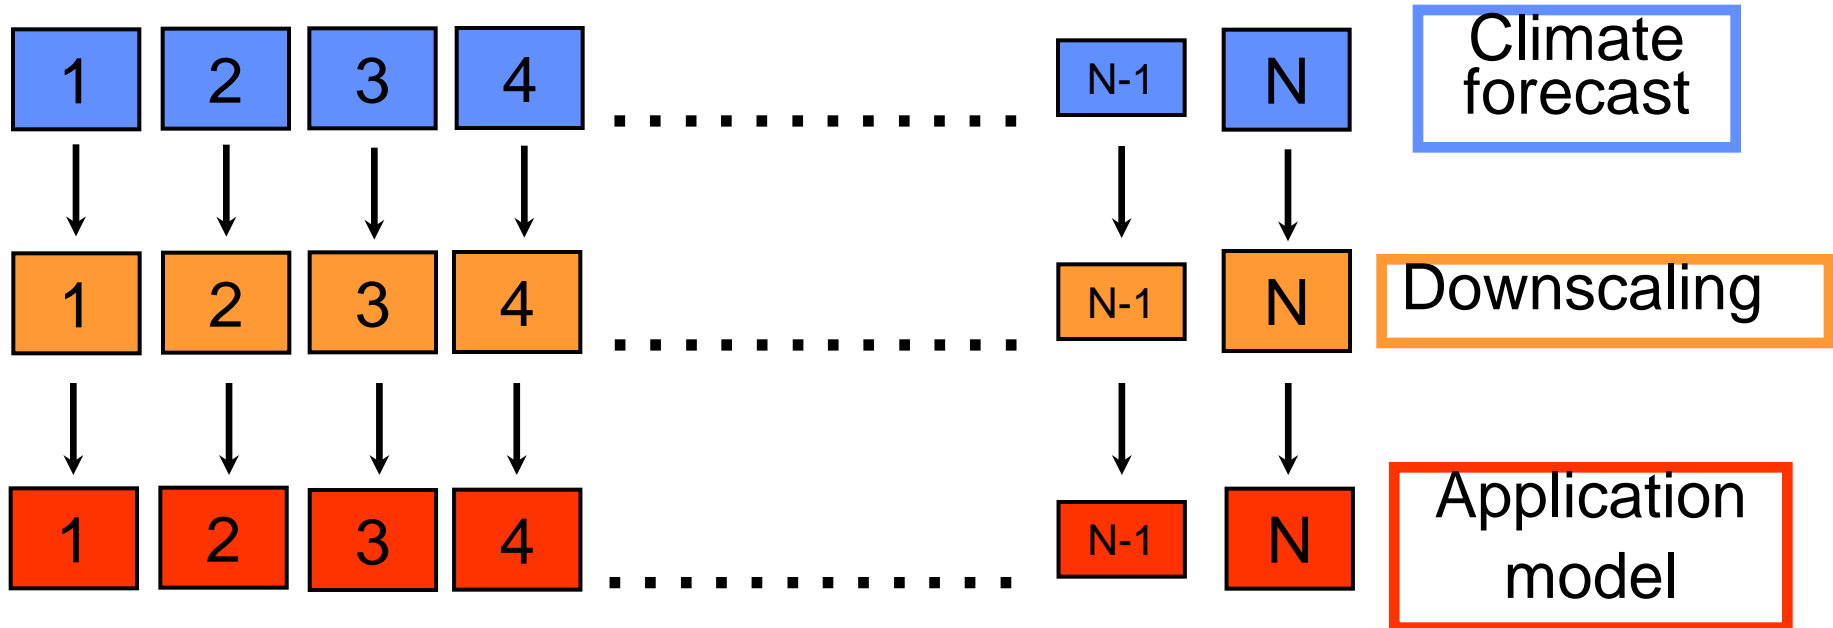 1 2 3 4 N-1 N Climate
forecast
1 2 3 4 N-1 N Downscaling
1 2 3 4 N-1 N Application
model